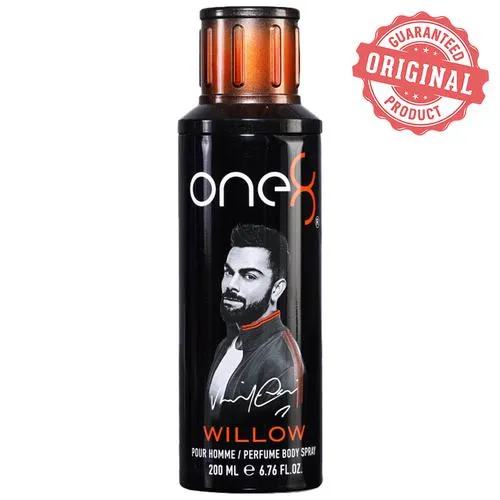 GUARANTEED
ORIGINAL
PRODUCT
one8
WILLOW
POUR HOMME / PERFUME BODY SPRAY
200 ML e 6.76 FL.OZ.